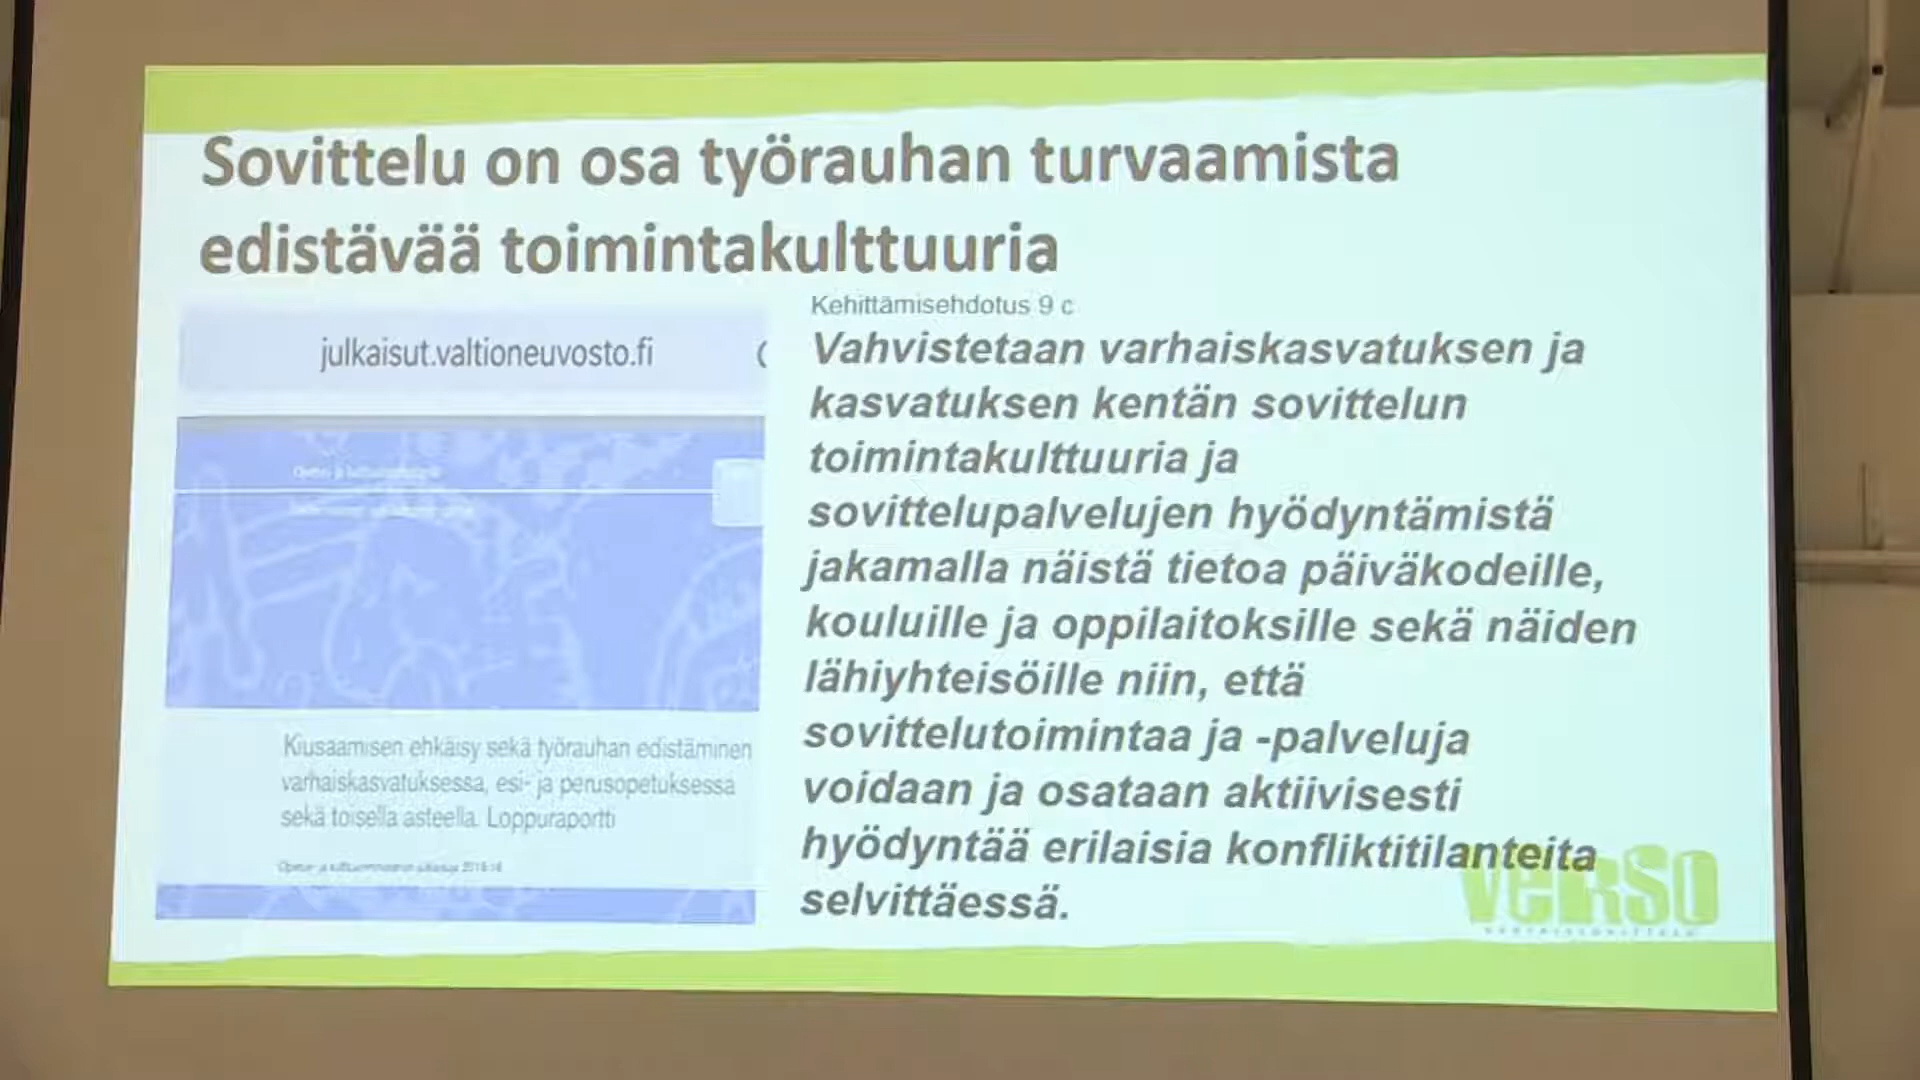 Sovittelu on osa työrauhan turvaamista
edistävää toimintakulttuuria
julkaisut.valtioneuvosto.fi
Kiusaamisen ehkäisy sekä työrauhan edistäminen
varhaiskasvatuksessa, esi- ja perusopetuksessa
sekä toisella asteella. Loppuraportti
Kehittämisehdotus 9 c
Vahvistetaan varhaiskasvatuksen ja
kasvatuksen kentän sovittelun
toimintakulttuuria ja
sovittelupalvelujen hyödyntämistä
jakamalla näistä tietoa päiväkodeille,
kouluille ja oppilaitoksille sekä näiden
lähiyhteisöille niin, että
sovittelutoimintaa ja -palveluja
voidaan ja osataan aktiivisesti
hyödyntää erilaisia konfliktitilanteita
selvittäessä.
VERSO